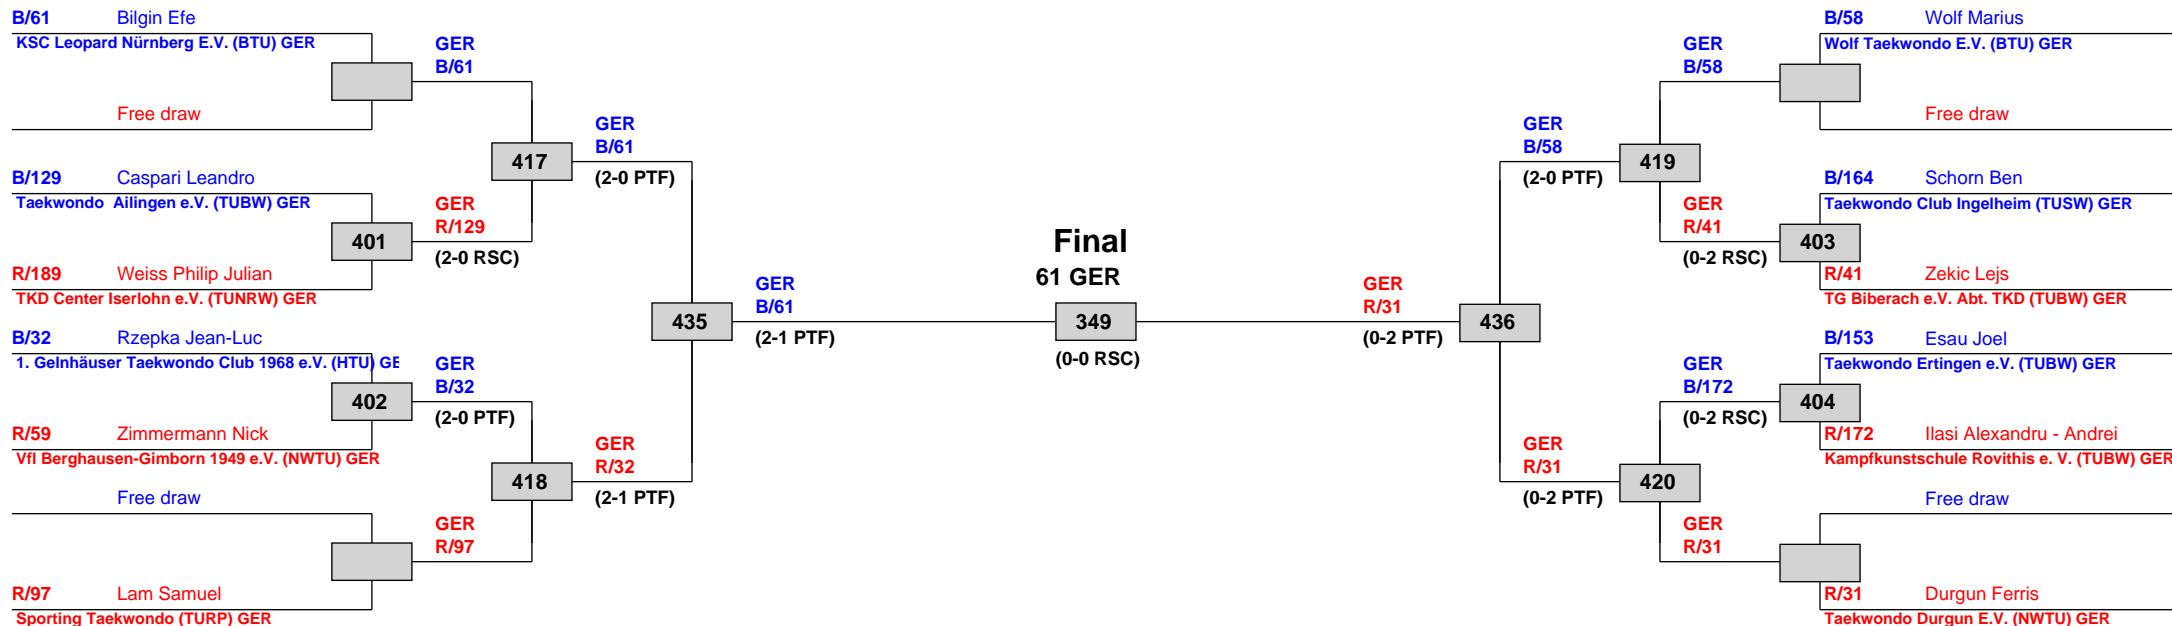 B/61 Bilgin Efe
KSC Leopard Nürnberg E.V. (BTU) GER
Free draw
GER
B/61
B/129 Caspari Leandro
Taekwondo Ailingen e.V. (TUBW) GER
401
R/189 Weiss Philip Julian
TKD Center Iserlohn e.V. (TUNRW) GER
GER
R/129
(2-0 RSC)
417
GER
B/61
(2-0 PTF)
B/32 Rzepka Jean-Luc
1. Gelnhäuser Taekwondo Club 1968 e.V. (HTU) GE
402
R/59 Zimmermann Nick
Vfl Berghausen-Gimborn 1949 e.V. (NWTU) GER
GER
B/32
(2-0 PTF)
Free draw
R/97 Lam Samuel
Sporting Taekwondo (TURP) GER
GER
R/97
418
GER
R/32
(2-1 PTF)
435
GER
B/61
(2-1 PTF)
Final
61 GER
349
(0-0 RSC)
GER
R/31
(0-2 PTF)
436
GER
B/58
(2-0 PTF)
419
GER
B/58
B/58 Wolf Marius
Wolf Taekwondo E.V. (BTU) GER
Free draw
GER
R/41
(0-2 RSC)
403
B/164 Schorn Ben
Taekwondo Club Ingelheim (TUSW) GER
R/41 Zekic Lejs
TG Biberach e.V. Abt. TKD (TUBW) GER
GER
R/31
(0-2 PTF)
420
GER
B/172
(0-2 RSC)
404
B/153 Esau Joel
Taekwondo Ertingen e.V. (TUBW) GER
R/172 Ilasi Alexandru - Andrei
Kampfkunstschule Rovithis e. V. (TUBW) GER
GER
R/31
Free draw
R/31 Durgun Ferris
Taekwondo Durgun E.V. (NWTU) GER